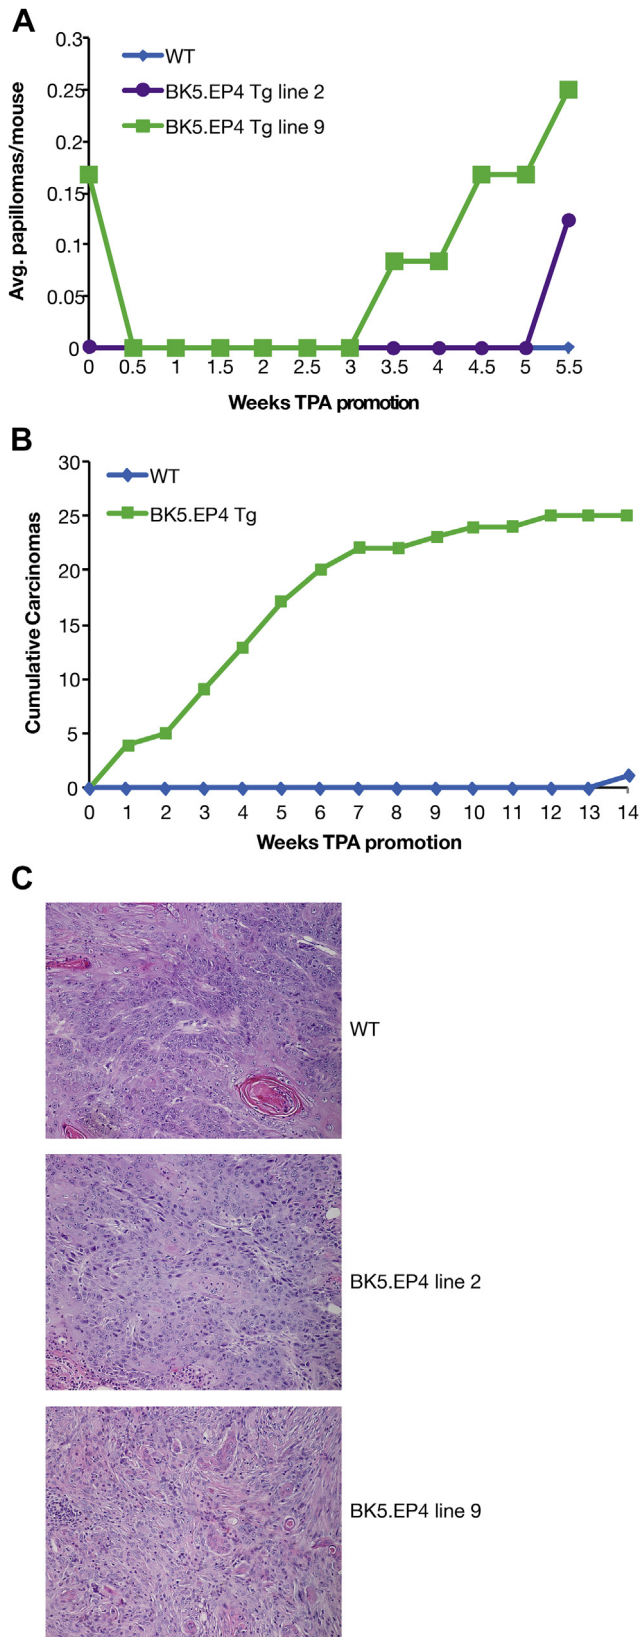 A
0.3
0.25
0.2
0.15
0.1
0.05
0
Avg. papillomas/mouse
WT
BK5.EP4 Tg line 2
BK5.EP4 Tg line 9
0 0.5 1 1.5 2 2.5 3 3.5 4 4.5 5 5.5
Weeks TPA promotion
B
30
25
20
15
10
5
0
Cumulative Carcinomas
WT
BK5.EP4 Tg
0 1 2 3 4 5 6 7 8 9 10 11 12 13 14
Weeks TPA promotion
C
WT
BK5.EP4 line 2
BK5.EP4 line 9